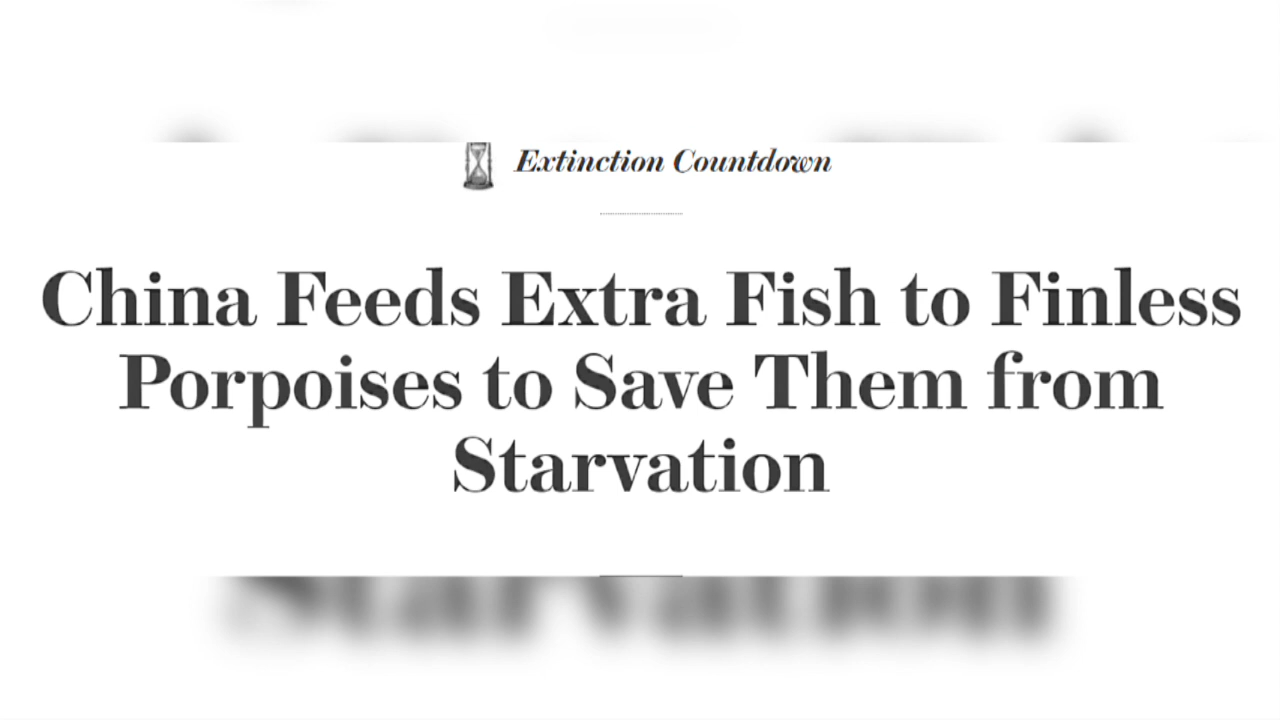 Extinction Countdown
China Feeds Extra Fish to Finless
Porpoises to Save Them from
Starvation